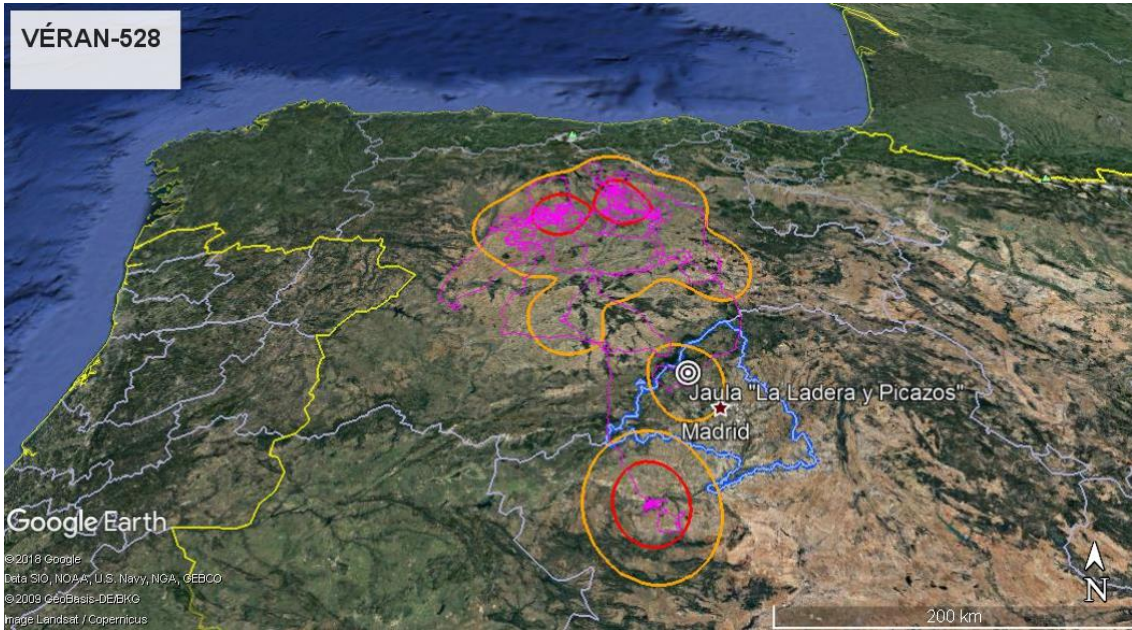 VÉRAN-528
Jaula "La Ladera y Picazos"
Madrid
Google Earth
©2018 Google
Data SIO, NOAA, U.S. Navy, NGA, GEBCO
©2009 GeoBasis-DE/BKG
Image Landsat / Copernicus
N
200 km